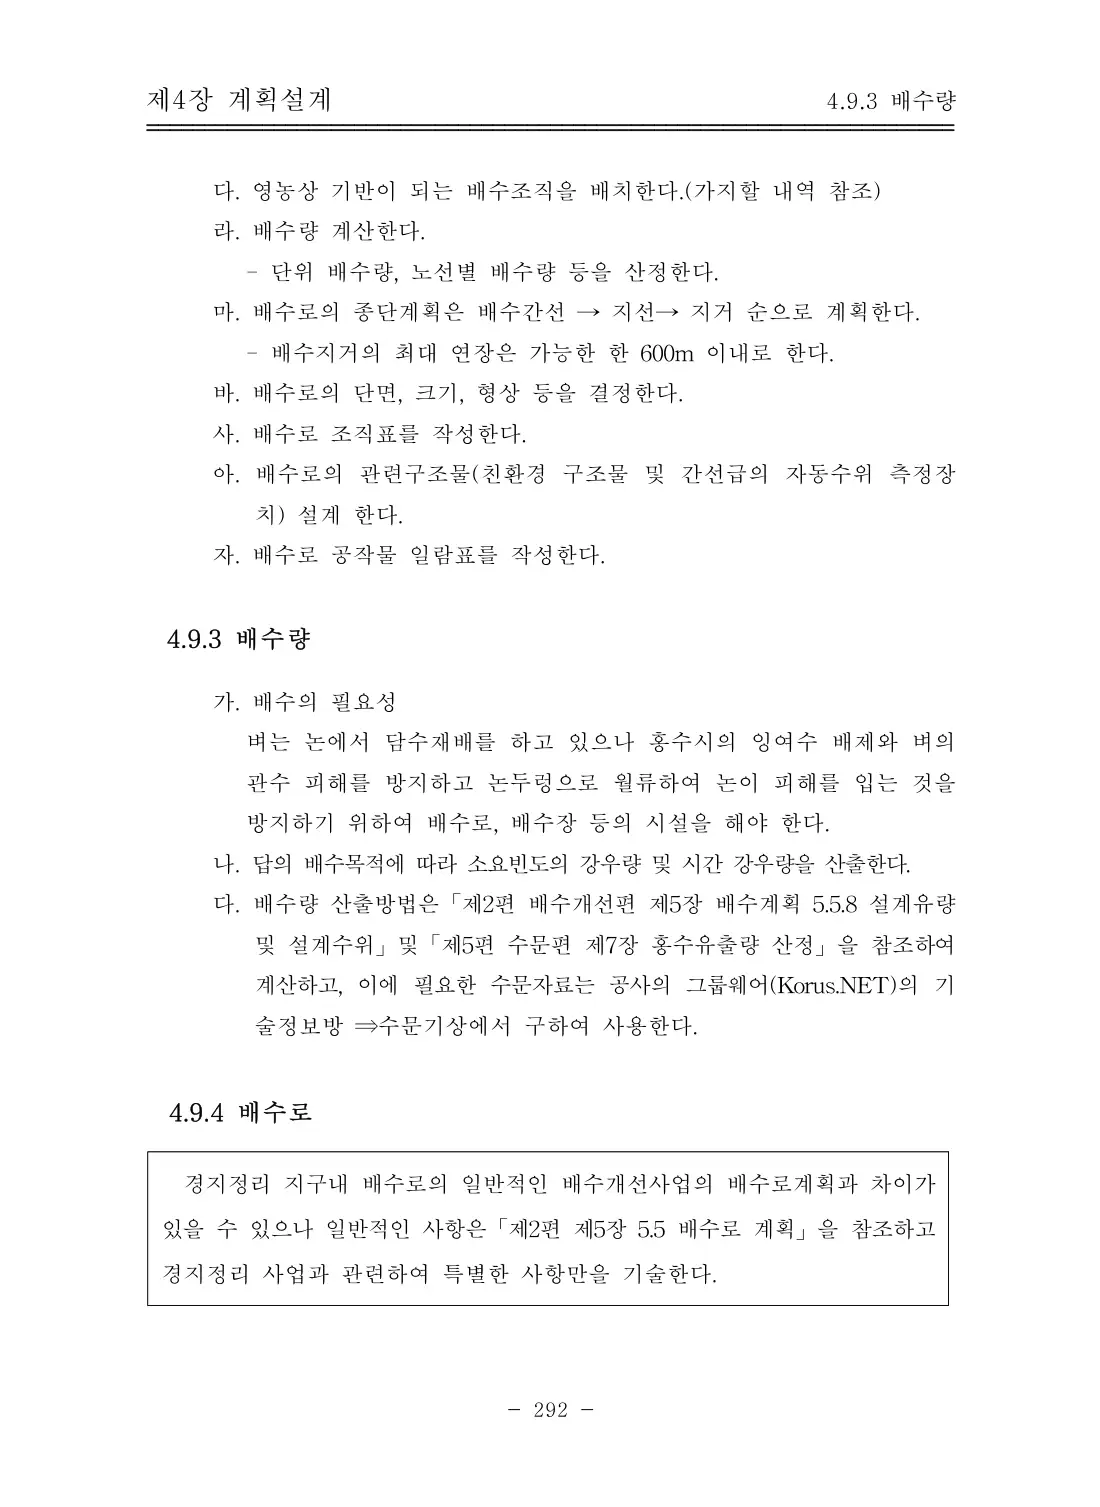 제4장 계획설계
4.9.3 배수량
다. 영농상 기반이 되는 배수조직을 배치한다.(가지할 내역 참조)
라. 배수량 계산한다.
- 단위 배수량, 노선별 배수량 등을 산정한다.
마. 배수로의 종단계획은 배수간선 → 지선→ 지거 순으로 계획한다.
- 배수지거의 최대 연장은 가능한 한 600m 이내로 한다.
바. 배수로의 단면, 크기, 형상 등을 결정한다.
사. 배수로 조직표를 작성한다.
아. 배수로의 관련구조물(친환경 구조물 및 간선급의 자동수위 측정장
치) 설계 한다.
자. 배수로 공작물 일람표를 작성한다.
4.9.3 배수량
가. 배수의 필요성
벼는 논에서 담수재배를 하고 있으나 홍수시의 잉여수 배제와 벼의
관수 피해를 방지하고 논두렁으로 월류하여 논이 피해를 입는 것을
방지하기 위하여 배수로, 배수장 등의 시설을 해야 한다.
나. 답의 배수목적에 따라 소요빈도의 강우량 및 시간 강우량을 산출한다.
다. 배수량 산출방법은「제2편 배수개선편 제5장 배수계획 5.5.8 설계유량
및 설계수위」및「제5편 수문편 제7장 홍수유출량 산정」을 참조하여
계산하고, 이에 필요한 수문자료는 공사의 그룹웨어(Korus.NET)의 기
술정보방 ⇒수문기상에서 구하여 사용한다.
4.9.4 배수로
경지정리 지구내 배수로의 일반적인 배수개선사업의 배수로계획과 차이가
있을 수 있으나 일반적인 사항은「제2편 제5장 5.5 배수로 계획」을 참조하고
경지정리 사업과 관련하여 특별한 사항만을 기술한다.
- 292 -